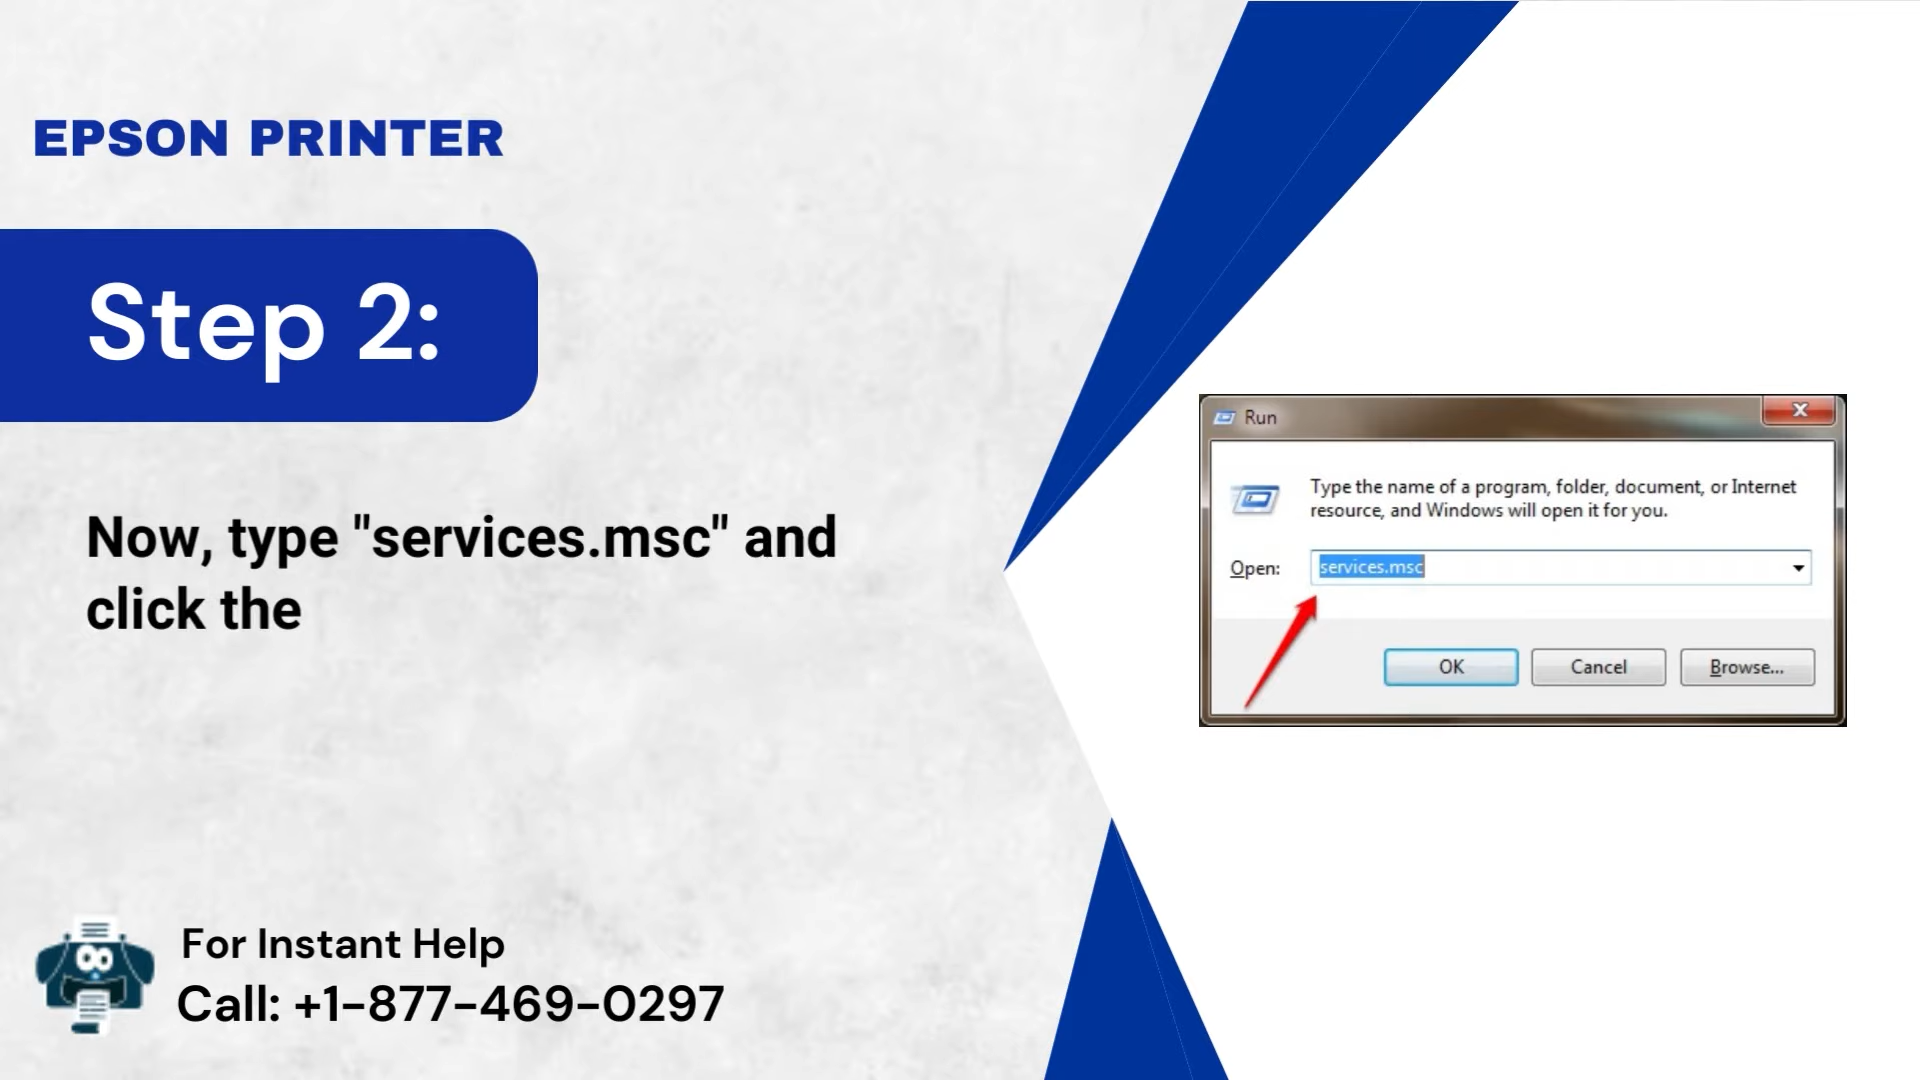 EPSON PRINTER
Step 2:
Now, type "services.msc" and
click the
Run
Type the name of a program, folder, document, or Internet
resource, and Windows will open it for you.
Open: services.msc
OK Cancel Browse...
For Instant Help
Call: +1-877-469-0297